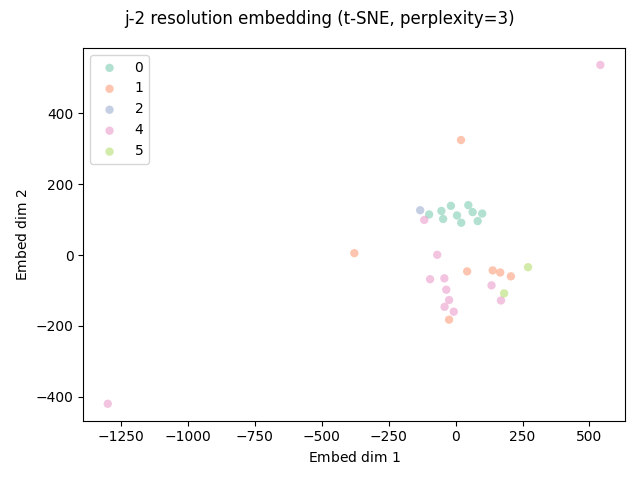 j-2 resolution embedding (t-SNE, perplexity=3)
0
1
2
4
5
400
200
0
−200
−400
Embed dim 2
−1250 −1000 −750 −500 −250 0 250 500
Embed dim 1